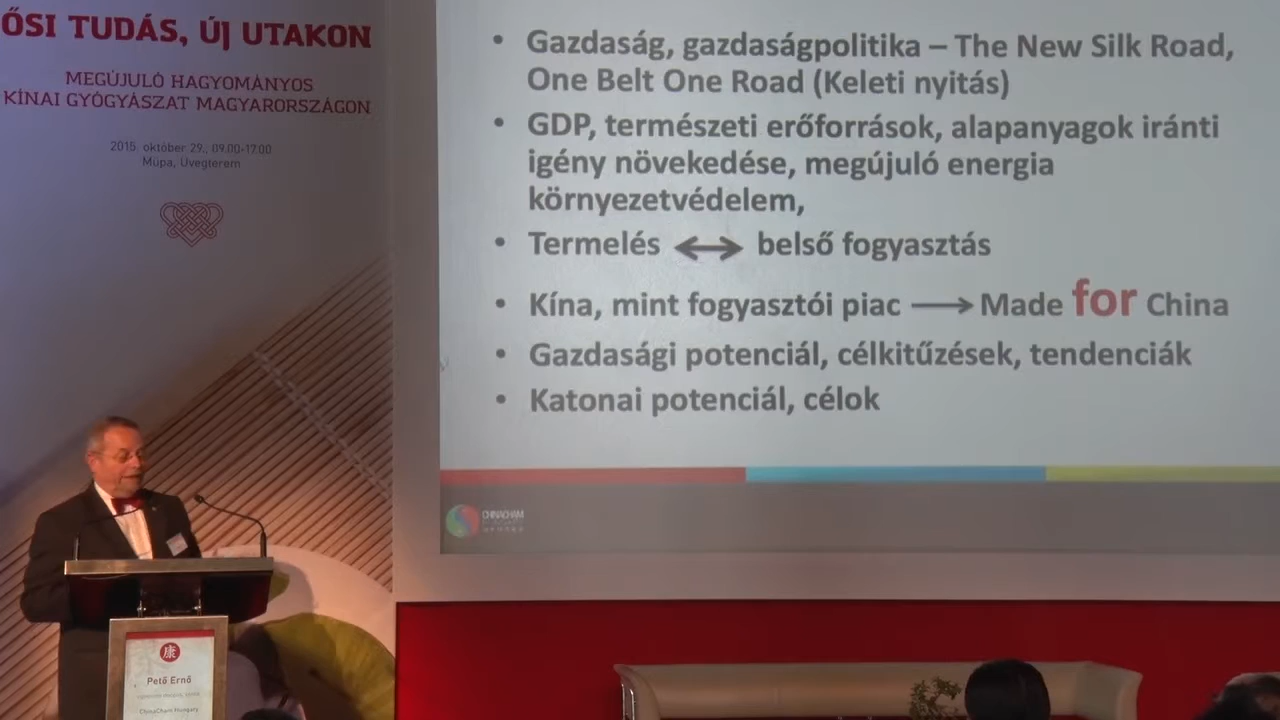 ŐSI TUDÁS, ÚJ UTAKON
MEGÚJULÓ HAGYOMÁNYOS
KÍNAI GYÓGYÁSZAT MAGYARORSZÁGON
2015. október 29., 09.00-17.00
Müpa, Üvegterem
• Gazdaság, gazdaságpolitika – The New Silk Road,
One Belt One Road (Keleti nyitás)
• GDP, természeti erőforrások, alapanyagok iránti
igény növekedése, megújuló energia
környezetvédelem,
• Termelés ↔ belső fogyasztás
• Kína, mint fogyasztói piac → Made for China
• Gazdasági potenciál, célkitűzések, tendenciák
• Katonai potenciál, célok
CHINACHAM
康
Pető Ernő
ChinaCham Hungary